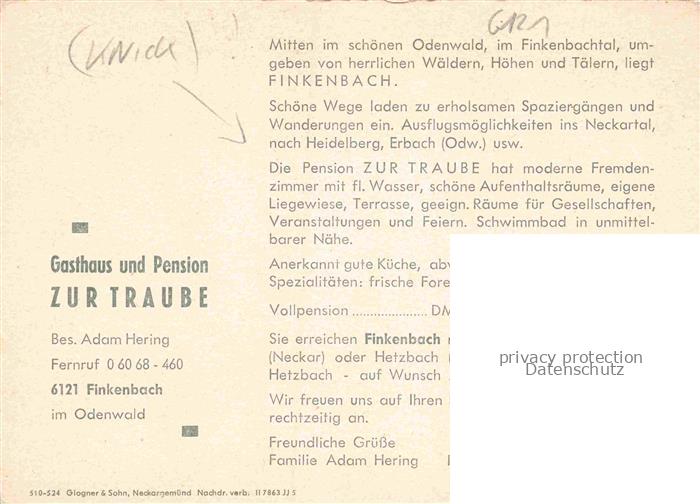 (Knick)
GR1
Mitten im schönen Odenwald, im Finkenbachtal, um-
geben von herrlichen Wäldern, Höhen und Tälern, liegt
FINKENBACH.
Schöne Wege laden zu erholsamen Spaziergängen und
Wanderungen ein. Ausflugsmöglichkeiten ins Neckartal,
nach Heidelberg, Erbach (Odw.) usw.
Die Pension ZUR TRAUBE hat moderne Fremden-
zimmer mit fl. Wasser, schöne Aufenthaltsräume, eigene
Liegewiese, Terrasse, geeign. Räume für Gesellschaften,
Veranstaltungen und Feiern. Schwimmbad in unmittel-
barer Nähe.
Anerkannt gute Küche,
Spezialitäten: frische
Vollpension .................... DM
Sie erreichen Finkenbach
(Neckar) oder Hetzbach
Hetzbach - auf Wunsch
Wir freuen uns auf Ihren
rechtzeitig an.
Freundliche Grüße
Familie Adam Hering
Gasthaus und Pension
ZUR TRAUBE
Bes. Adam Hering
Fernruf 0 60 68 - 460
6121 Finkenbach
im Odenwald
510-524 Glogner & Sohn, Neckargemünd Nachdr. verb. II 7863 JJ 5
privacy protection
Datenschutz